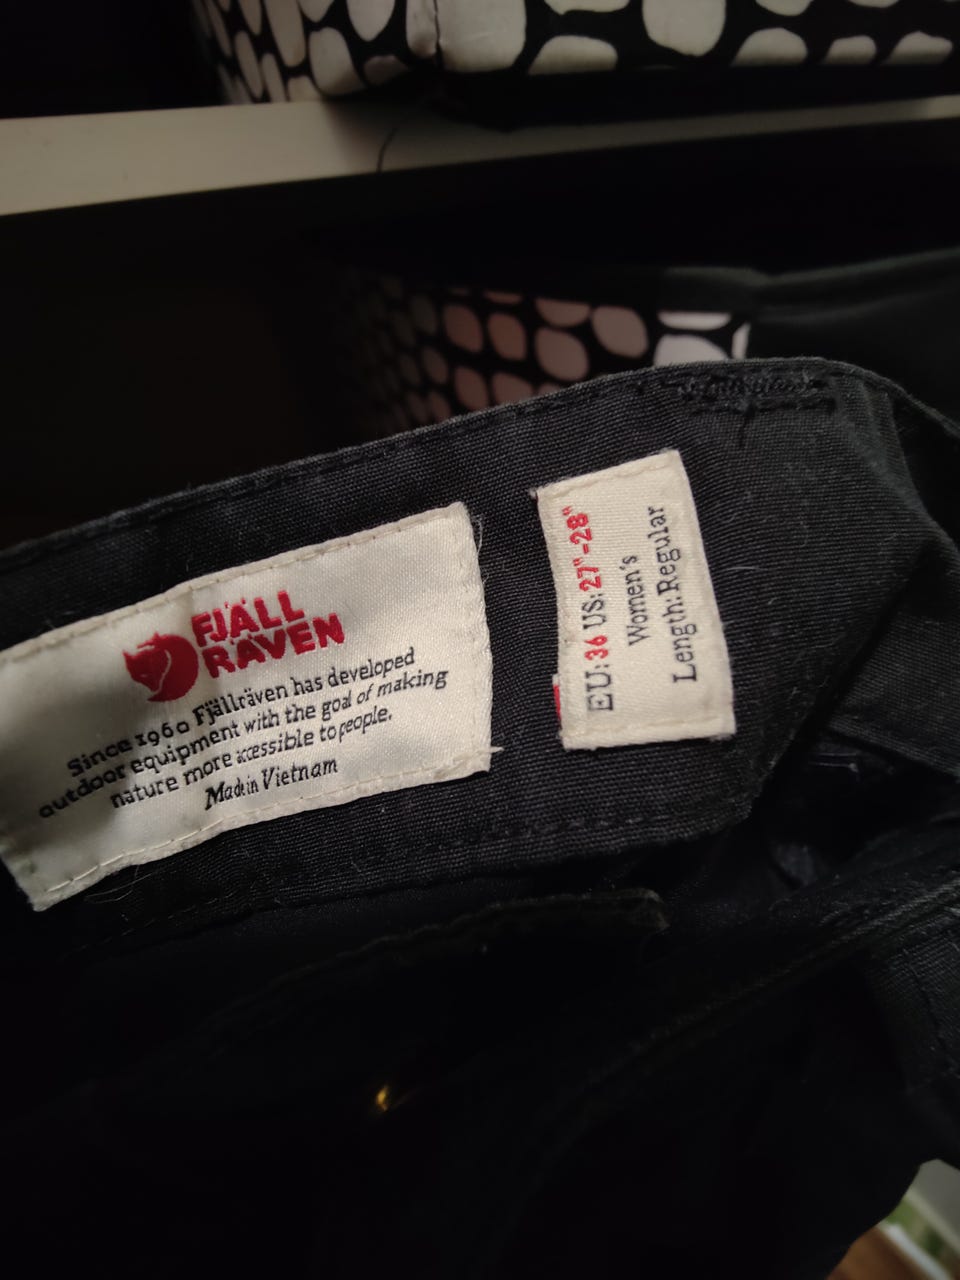 FJÄLL
RÄVEN
Since 1960 Fjällräven has developed
outdoor equipment with the goal of making
nature more accessible to people.
Made in Vietnam
EU: 36 US: 27"-28"
Women's
Length: Regular